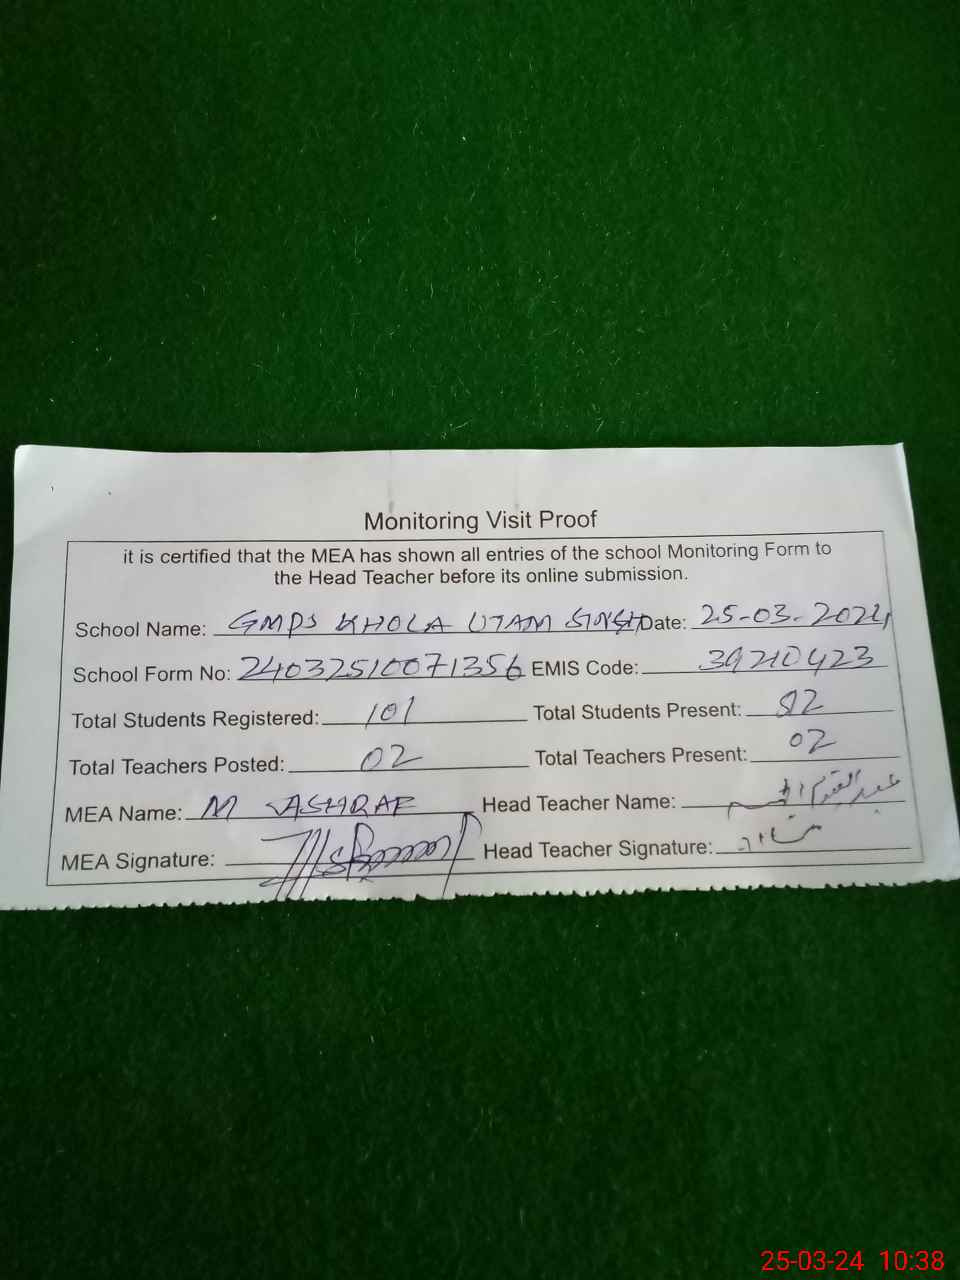 Monitoring Visit Proof
it is certified that the MEA has shown all entries of the school Monitoring Form to
the Head Teacher before its online submission.
School Name: GMPS KHOLA UTAM SINGH Date: 25-03-2024
School Form No: 24032510071356 EMIS Code: 39210423
Total Students Registered: 101 Total Students Present: 82
Total Teachers Posted: 02 Total Teachers Present: 02
MEA Name: M ASHRAF Head Teacher Name: عبدالقیوم
MEA Signature: Head Teacher Signature:
25-03-24 10:38